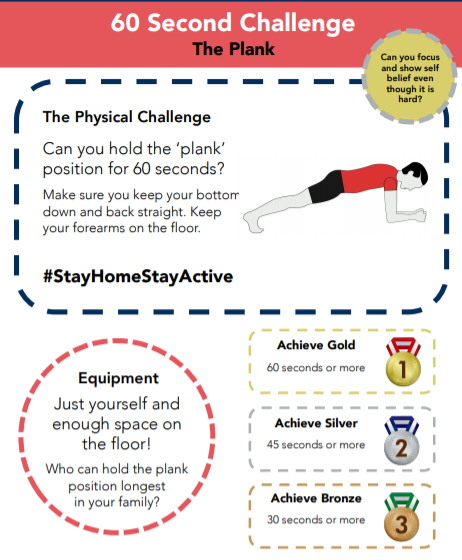 60 Second Challenge
The Plank
Can you focus
and show self
belief even
though it is
hard?
The Physical Challenge
Can you hold the ‘plank’
position for 60 seconds?
Make sure you keep your bottom
down and back straight. Keep
your forearms on the floor.
#StayHomeStayActive
Equipment
Just yourself and
enough space on
the floor!
Who can hold the plank
position longest
in your family?
Achieve Gold
60 seconds or more
1
Achieve Silver
45 seconds or more
2
Achieve Bronze
30 seconds or more
3